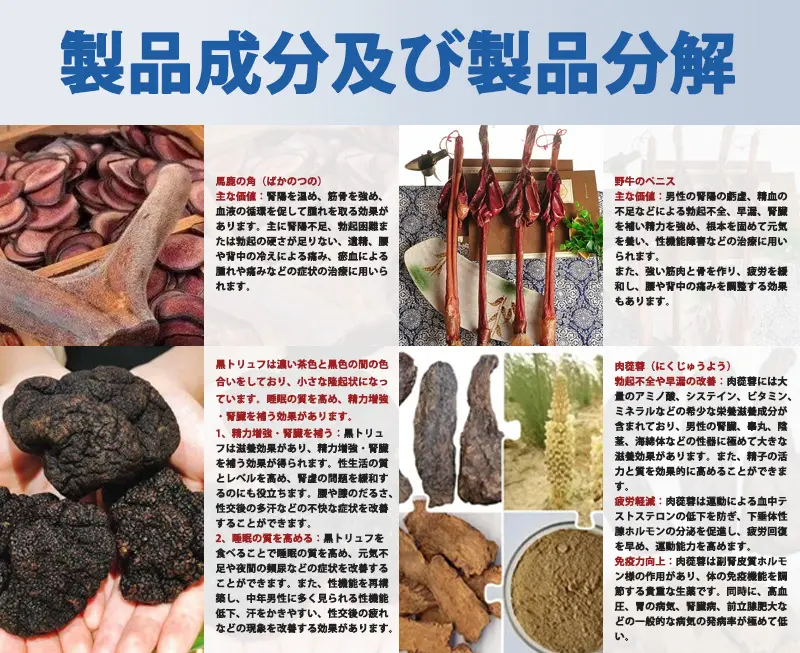 製品成分及び製品分解
馬鹿の角（ばかのつの）
主な価値：腎陽を温め、筋骨を強め、
血液の循環を促して腫れを取る効果が
あります。主に腎陽不足、勃起困難ま
たは勃起の硬さが足りない、遺精、腰
や背中の冷えによる痛み、瘀血による
腫れや痛みなどの症状の治療に用いら
れます。
野牛のペニス
主な価値：男性の腎陽の虧虚、精血の
不足などによる勃起不全、早漏、腎臓
を補い精力を強め、根本を固めて元気
を養い、性機能障害などの治療に用い
られます。
また、強い筋肉と骨を作り、疲労を緩
和し、腰や背中の痛みを調整する効果
もあります。
黒トリュフは濃い茶色と黒色の間の色
合いをしており、小さな隆起状になっ
ています。睡眠の質を高め、精力増強
・腎臓を補う効果があります。
1、精力増強・腎臓を補う：黒トリュ
フは滋養効果があり、精力増強・腎臓
を補う効果が得られます。性生活の質
とレベルを高め、腎虚の問題を緩和す
るのにも役立ちます。腰や膝のだるさ、
性交後の多汗などの不快な症状を改善
することができます。
2、睡眠の質を高める：黒トリュフを
食べることで睡眠の質を高め、元気不
足や夜間の頻尿などの症状を改善する
ことができます。また、性機能を再構
築し、中年男性に多く見られる性機能
低下、汗をかきやすい、性交後の疲れ
などの現象を改善する効果があります。
肉蓯蓉（にくじゅうよう）
勃起不全や早漏の改善：肉蓯蓉には大
量のアミノ酸、システイン、ビタミン、
ミネラルなどの希少な栄養滋養成分が
含まれており、男性の腎臓、睾丸、陰
茎、海綿体などの性器に極めて大きな
滋養効果があります。また、精子の活
力と質を効果的に高めることができま
す。
疲労軽減：肉蓯蓉は運動による血中テ
ストステロンの低下を防ぎ、下垂体性
腺ホルモンの分泌を促進し、疲労回復
を早め、運動能力を高めます。
免疫力向上：肉蓯蓉は副腎皮質ホルモ
ン様の作用があり、体の免疫機能を調
節する貴重な生薬です。同時に、高血
圧、胃の病気、腎臓病、前立腺肥大な
どの一般的な病気の発病率が極めて低
い。